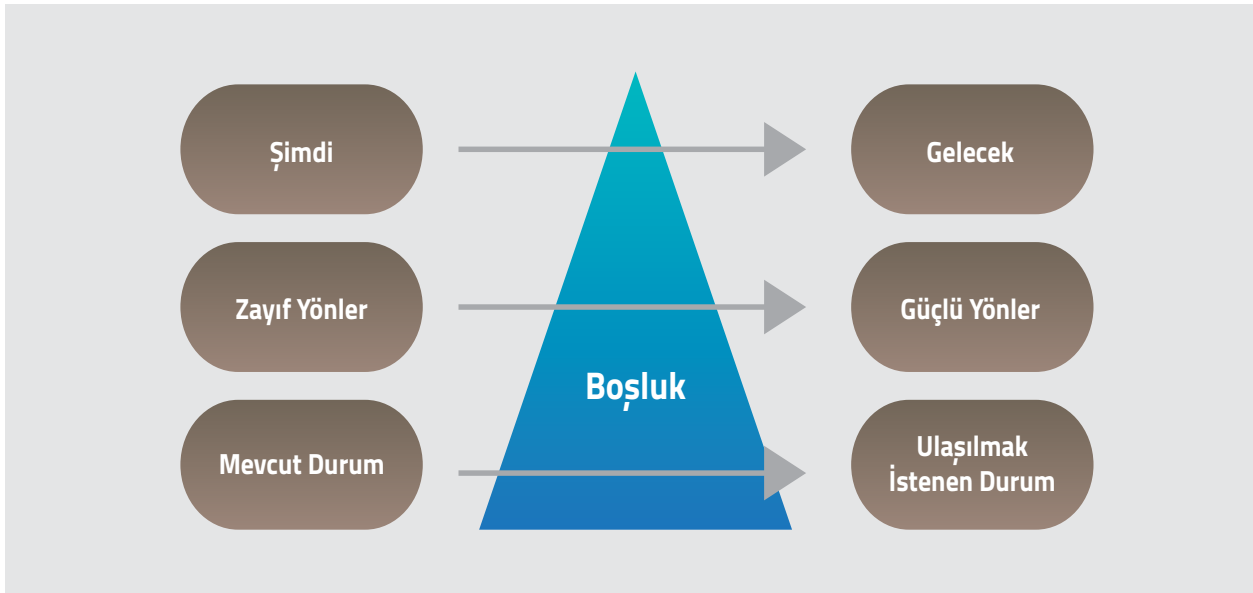 Şimdi
Gelecek
Zayıf Yönler
Güçlü Yönler
Boşluk
Mevcut Durum
Ulaşılmak
İstenen Durum